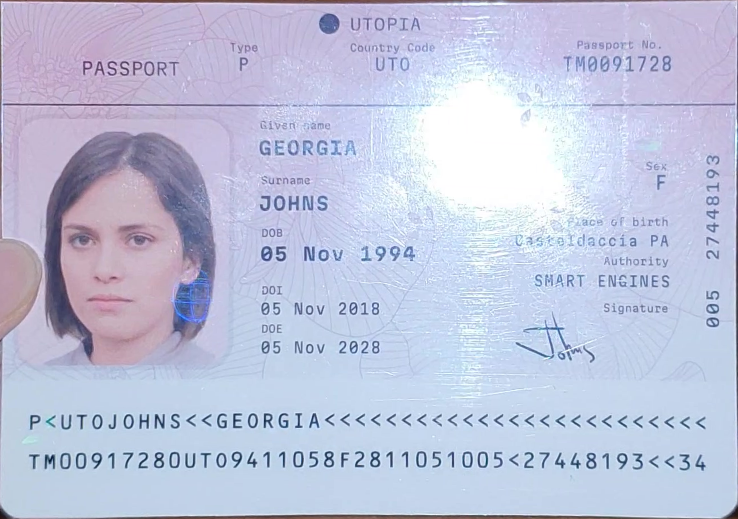 UTOPIA
PASSPORT
Type
P
Country Code
UTO
Passport No.
TM0091728
Given name
GEORGIA
Surname
JOHNS
DOB
05 Nov 1994
DOI
05 Nov 2018
DOE
05 Nov 2028
Sex
F
Place of birth
Casteldaccia PA
Authority
SMART ENGINES
Signature
Johns
005 27448193
P<UTOJOHNS<<GEORGIA<<<<<<<<<<<<<<<<<<<<<<<<<
TM00917280UTO9411058F2811051005<27448193<<34